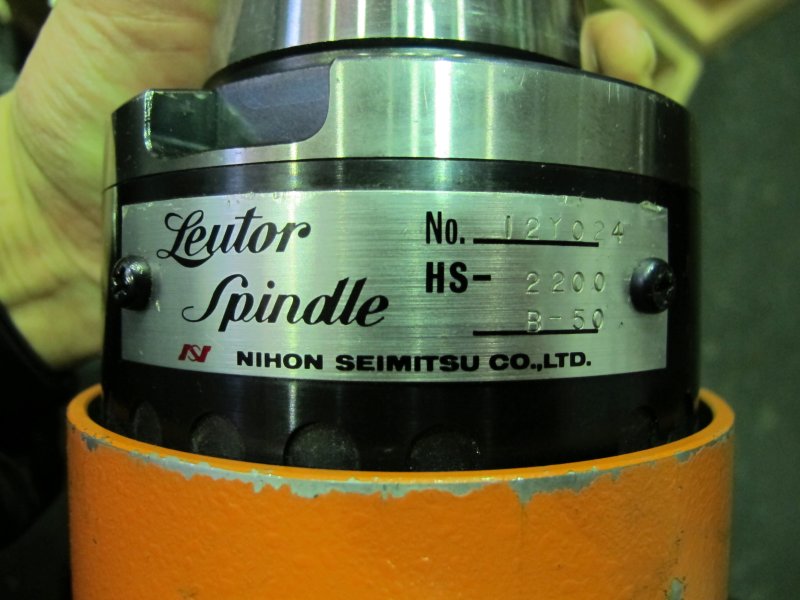 Leutor
Spindle
No. 12Y024
HS- 2200
B-50
NIHON SEIMITSU CO.,LTD.